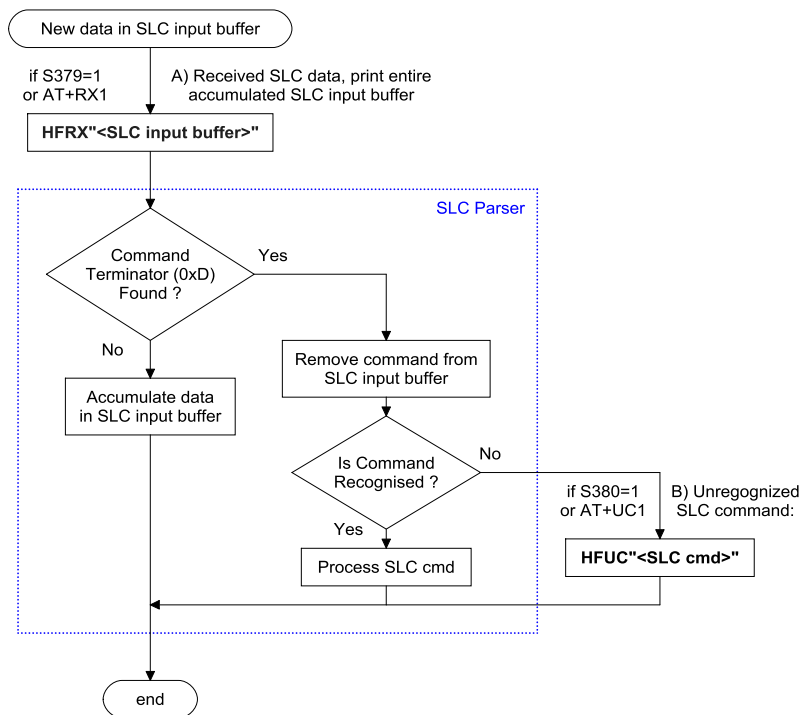 New data in SLC input buffer
if S379=1
or AT+RX1
A) Received SLC data, print entire
accumulated SLC input buffer
HFRX"<SLC input buffer>"
SLC Parser
Command
Terminator (0xD)
Found ?
Yes
No
Remove command from
SLC input buffer
Accumulate data
in SLC input buffer
Is Command
Recognised ?
No
if S380=1
or AT+UC1
B) Unregognized
SLC command:
Yes
HFUC"<SLC cmd>"
Process SLC cmd
end